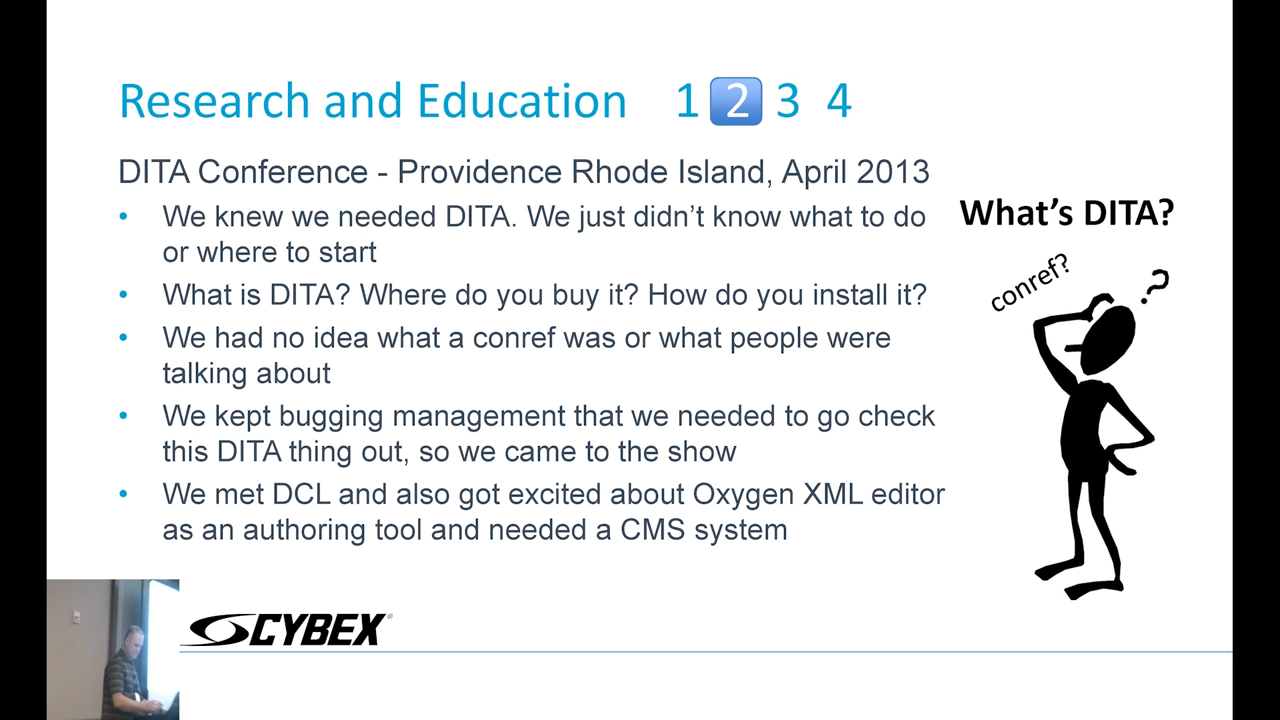 Research and Education 1 2 3 4
DITA Conference - Providence Rhode Island, April 2013
• We knew we needed DITA. We just didn’t know what to do
or where to start
• What is DITA? Where do you buy it? How do you install it?
• We had no idea what a conref was or what people were
talking about
• We kept bugging management that we needed to go check
this DITA thing out, so we came to the show
• We met DCL and also got excited about Oxygen XML editor
as an authoring tool and needed a CMS system
What’s DITA?
conref?
?
CYBEX®